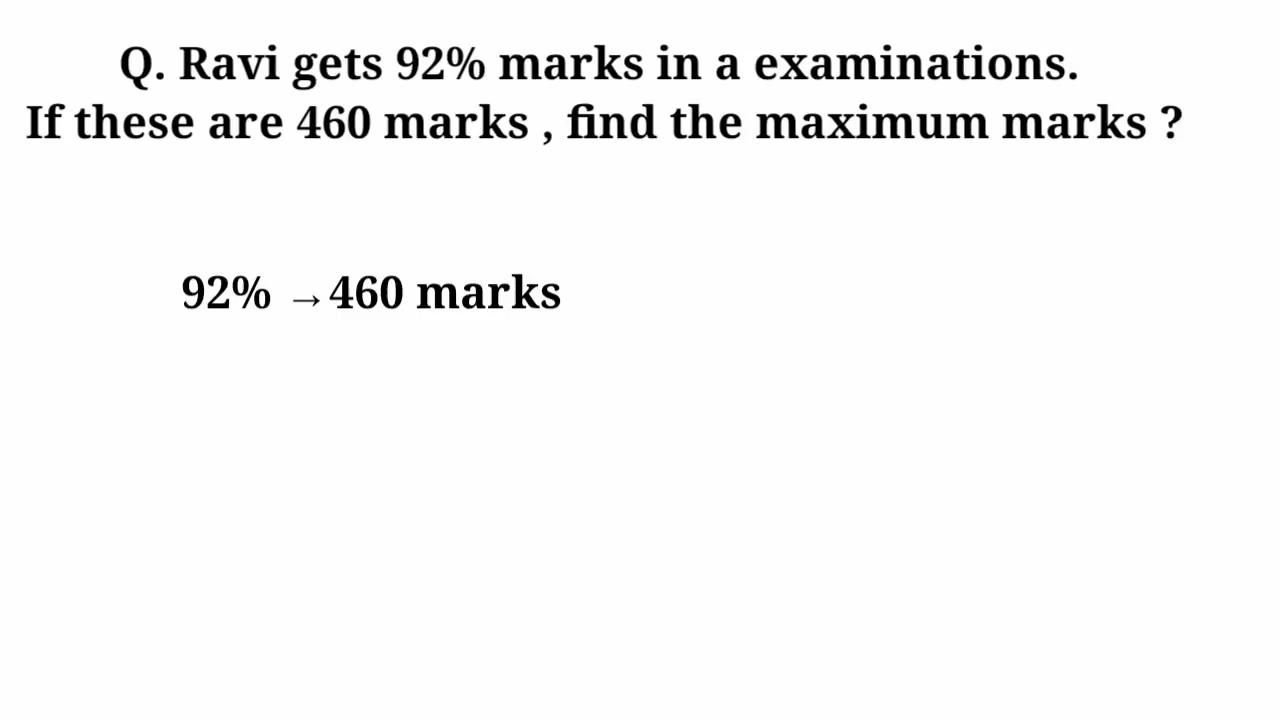 Q. Ravi gets 92% marks in a examinations.
If these are 460 marks , find the maximum marks ?
92% →460 marks